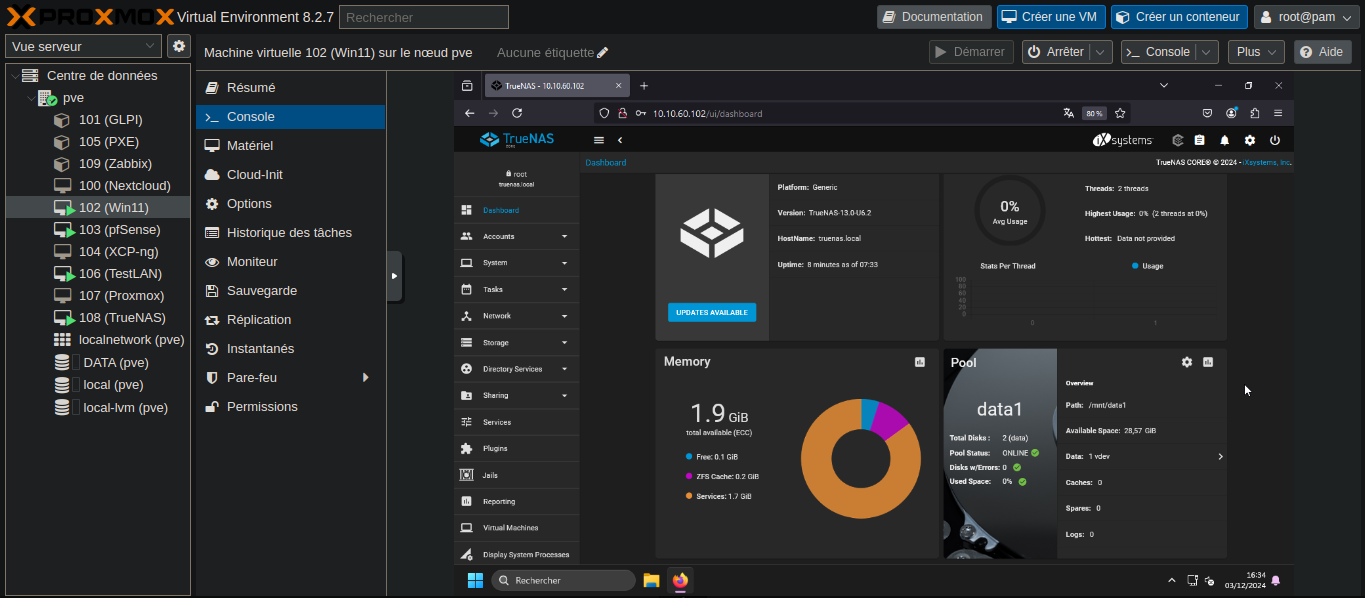 PROXMOX Virtual Environment 8.2.7 Rechercher Documentation Créer une VM Créer un conteneur root@pam
Vue serveur
Machine virtuelle 102 (Win11) sur le nœud pve Aucune étiquette Démarrer Arrêter Console Plus Aide
Centre de données
pve
101 (GLPI)
105 (PXE)
109 (Zabbix)
100 (Nextcloud)
102 (Win11)
103 (pfSense)
104 (XCP-ng)
106 (TestLAN)
107 (Proxmox)
108 (TrueNAS)
localnetwork (pve)
DATA (pve)
local (pve)
local-lvm (pve)
Résumé
Console
Matériel
Cloud-Init
Options
Historique des tâches
Moniteur
Sauvegarde
Réplication
Instantanés
Pare-feu
Permissions
TrueNAS - 10.10.60.102
10.10.60.102/ui/dashboard 80 %
TrueNAS CORE
iXsystems
Dashboard
TrueNAS CORE® © 2024 - iXsystems, Inc.
root
truenas.local
Dashboard
Accounts
System
Tasks
Network
Storage
Directory Services
Sharing
Services
Plugins
Jails
Reporting
Virtual Machines
Display System Processes
Platform: Generic
Version: TrueNAS-13.0-U6.2
HostName: truenas.local
Uptime: 8 minutes as of 07:33
UPDATES AVAILABLE
0%
Avg Usage
Threads: 2 threads
Highest Usage: 0% (2 threads at 0%)
Hottest: Data not provided
Stats Per Thread
Usage
100
80
60
40
20
0
0 1
Memory
1.9 GiB
total available (ECC)
Free: 0.1 GiB
ZFS Cache: 0.2 GiB
Services: 1.7 GiB
Pool
data1
Total Disks : 2 (data)
Pool Status: ONLINE
Disks w/Errors: 0
Used Space: 0%
Overview
Path: /mnt/data1
Available Space: 28,57 GiB
Data: 1 vdev
Caches: 0
Spares: 0
Logs: 0
Rechercher
16:34
03/12/2024